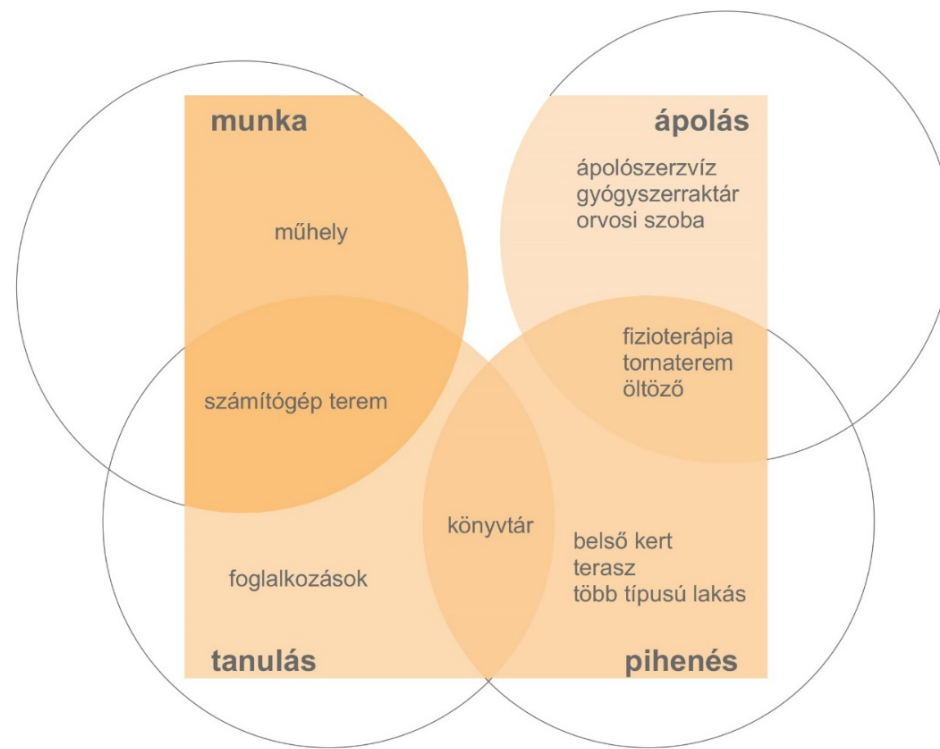 munka
ápolás
ápolószerzvíz
gyógyszerraktár
orvosi szoba
műhely
fizioterápia
tornaterem
öltöző
számítógép terem
könyvtár
belső kert
terasz
több típusú lakás
foglalkozások
tanulás
pihenés